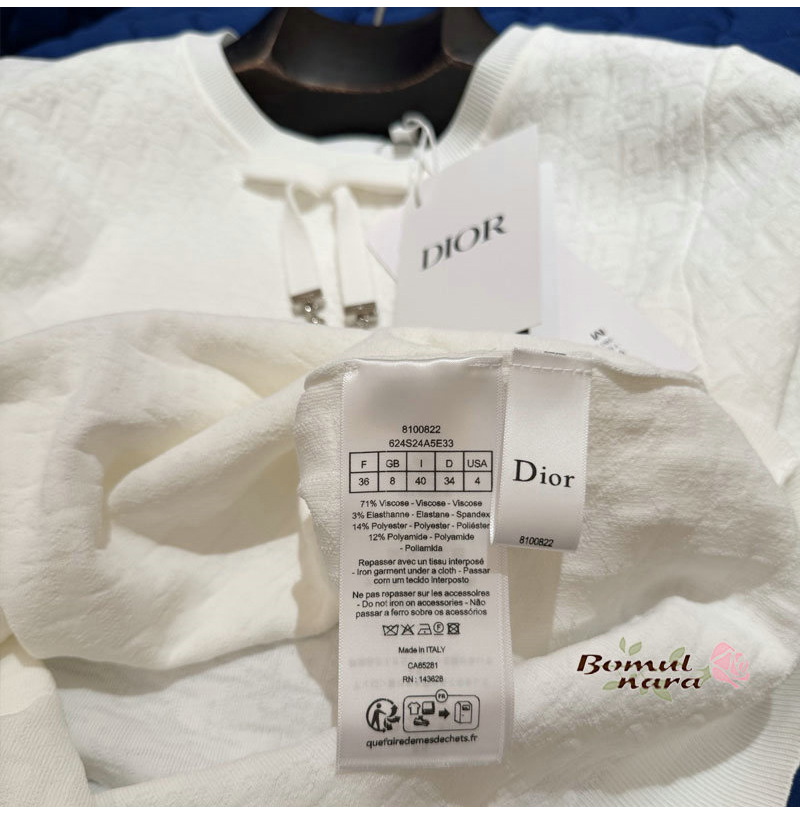 DIOR
8100822
624S24A5E33
F GB I D USA
36 8 40 34 4
71% Viscose - Viscose - Viscose
3% Elasthanne - Elastane - Spandex
14% Polyester - Polyester - Poliéster
12% Polyamide - Polyamide
- Poliamida
Repasser avec un tissu interposé
- Iron garment under a cloth - Passar
com um tecido interposto
Ne pas repasser sur les accessoires
- Do not iron on accessories - Não
passar a ferro sobre os acessórios
Made in ITALY
CA65281
RN : 143628
FR
quefairedemesdechets.fr
Dior
8100822
Bomul
nara